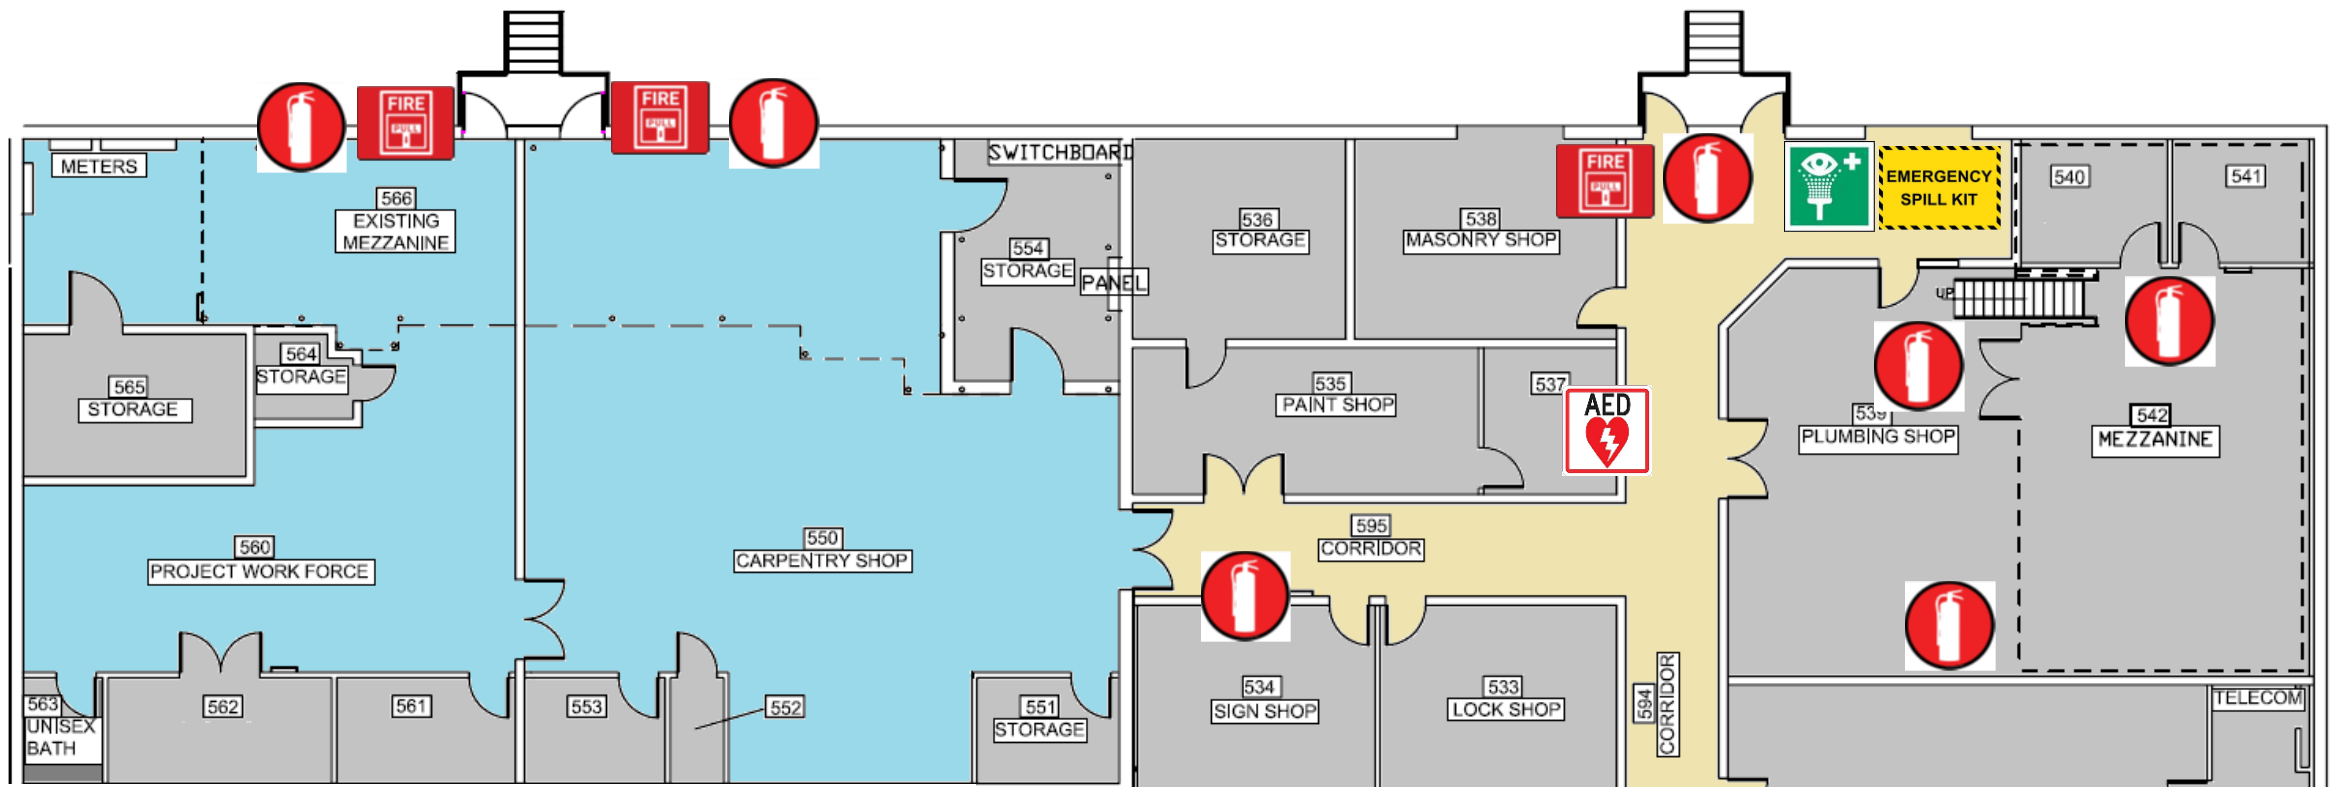 FIRE
PULL
FIRE
PULL
METERS
566
EXISTING
MEZZANINE
SWITCHBOARD
554
STORAGE
PANEL
536
STORAGE
538
MASONRY SHOP
FIRE
PULL
EMERGENCY
SPILL KIT
540
541
UP
565
STORAGE
564
STORAGE
535
PAINT SHOP
537
AED
539
PLUMBING SHOP
542
MEZZANINE
560
PROJECT WORK FORCE
550
CARPENTRY SHOP
595
CORRIDOR
563
UNISEX
BATH
562
561
553
552
551
STORAGE
534
SIGN SHOP
533
LOCK SHOP
594
CORRIDOR
TELECOM